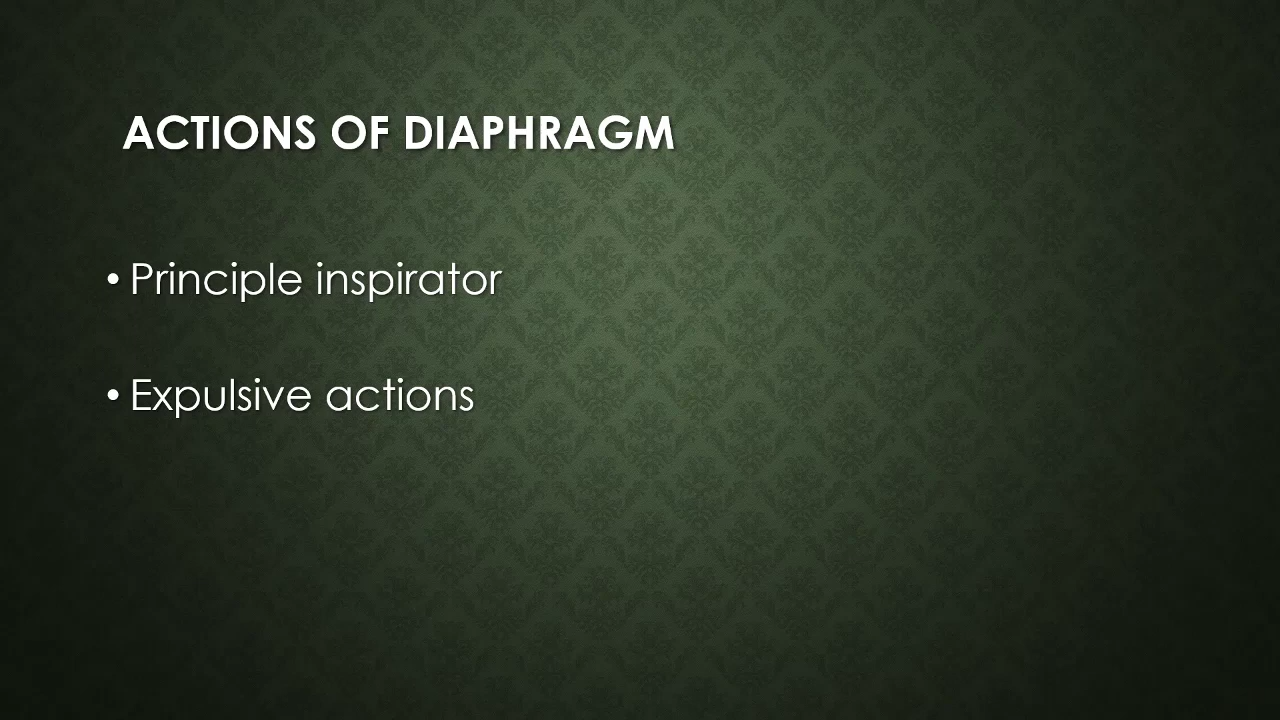 ACTIONS OF DIAPHRAGM
• Principle inspirator
• Expulsive actions